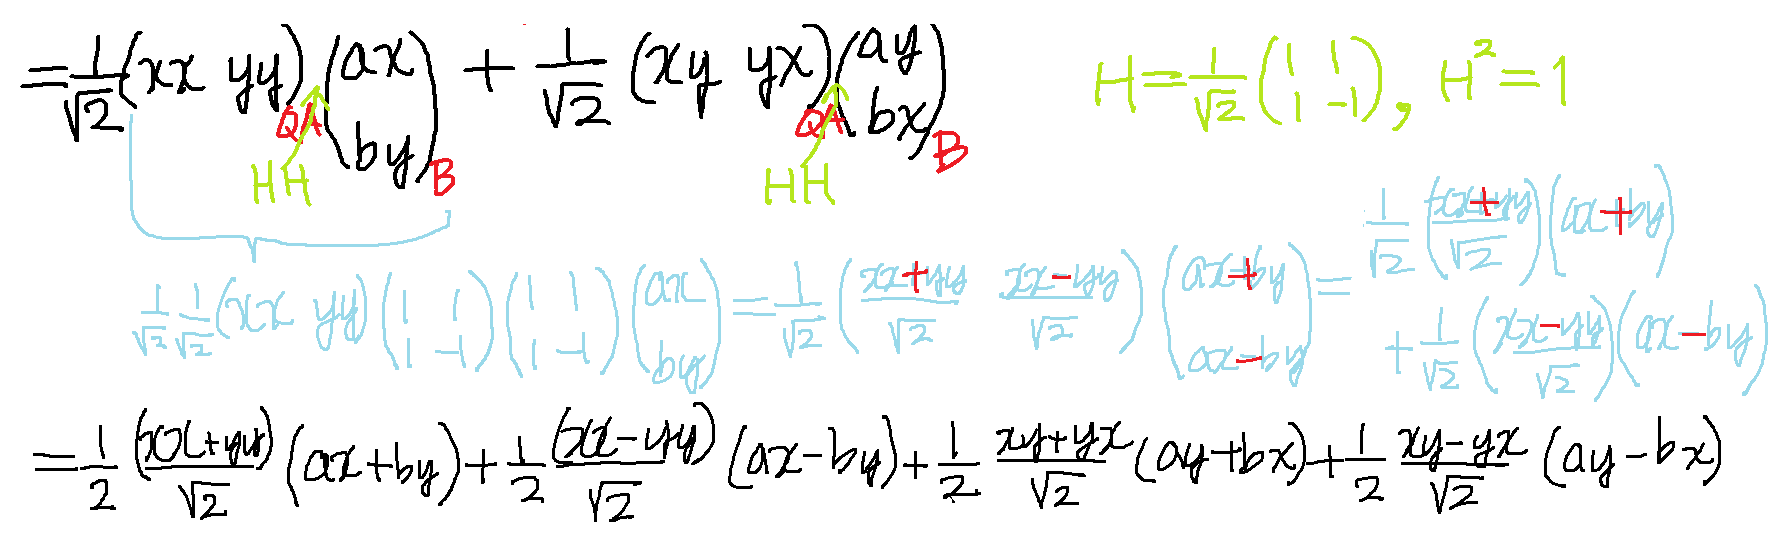 = 1/√2 (xx yy)_QA (ax by)_B + 1/√2 (xy yx)_QA (ay bx)_B    H = 1/√2 (1 1 1 -1), H² = 1
HH HH
1/√2 1/√2 (xx yy) (1 1 1 -1) (1 1 1 -1) (ax by) = 1/√2 ((xx+yy)/√2 (xx-yy)/√2) (ax+by ax-by) = 1/√2 ((xx+yy)/√2) (ax+by)
+ 1/√2 ((xx-yy)/√2) (ax-by)
= 1/2 (xx+yy)/√2 (ax+by) + 1/2 (xx-yy)/√2 (ax-by) + 1/2 xy+yx/√2 (ay+bx) + 1/2 xy-yx/√2 (ay-bx)